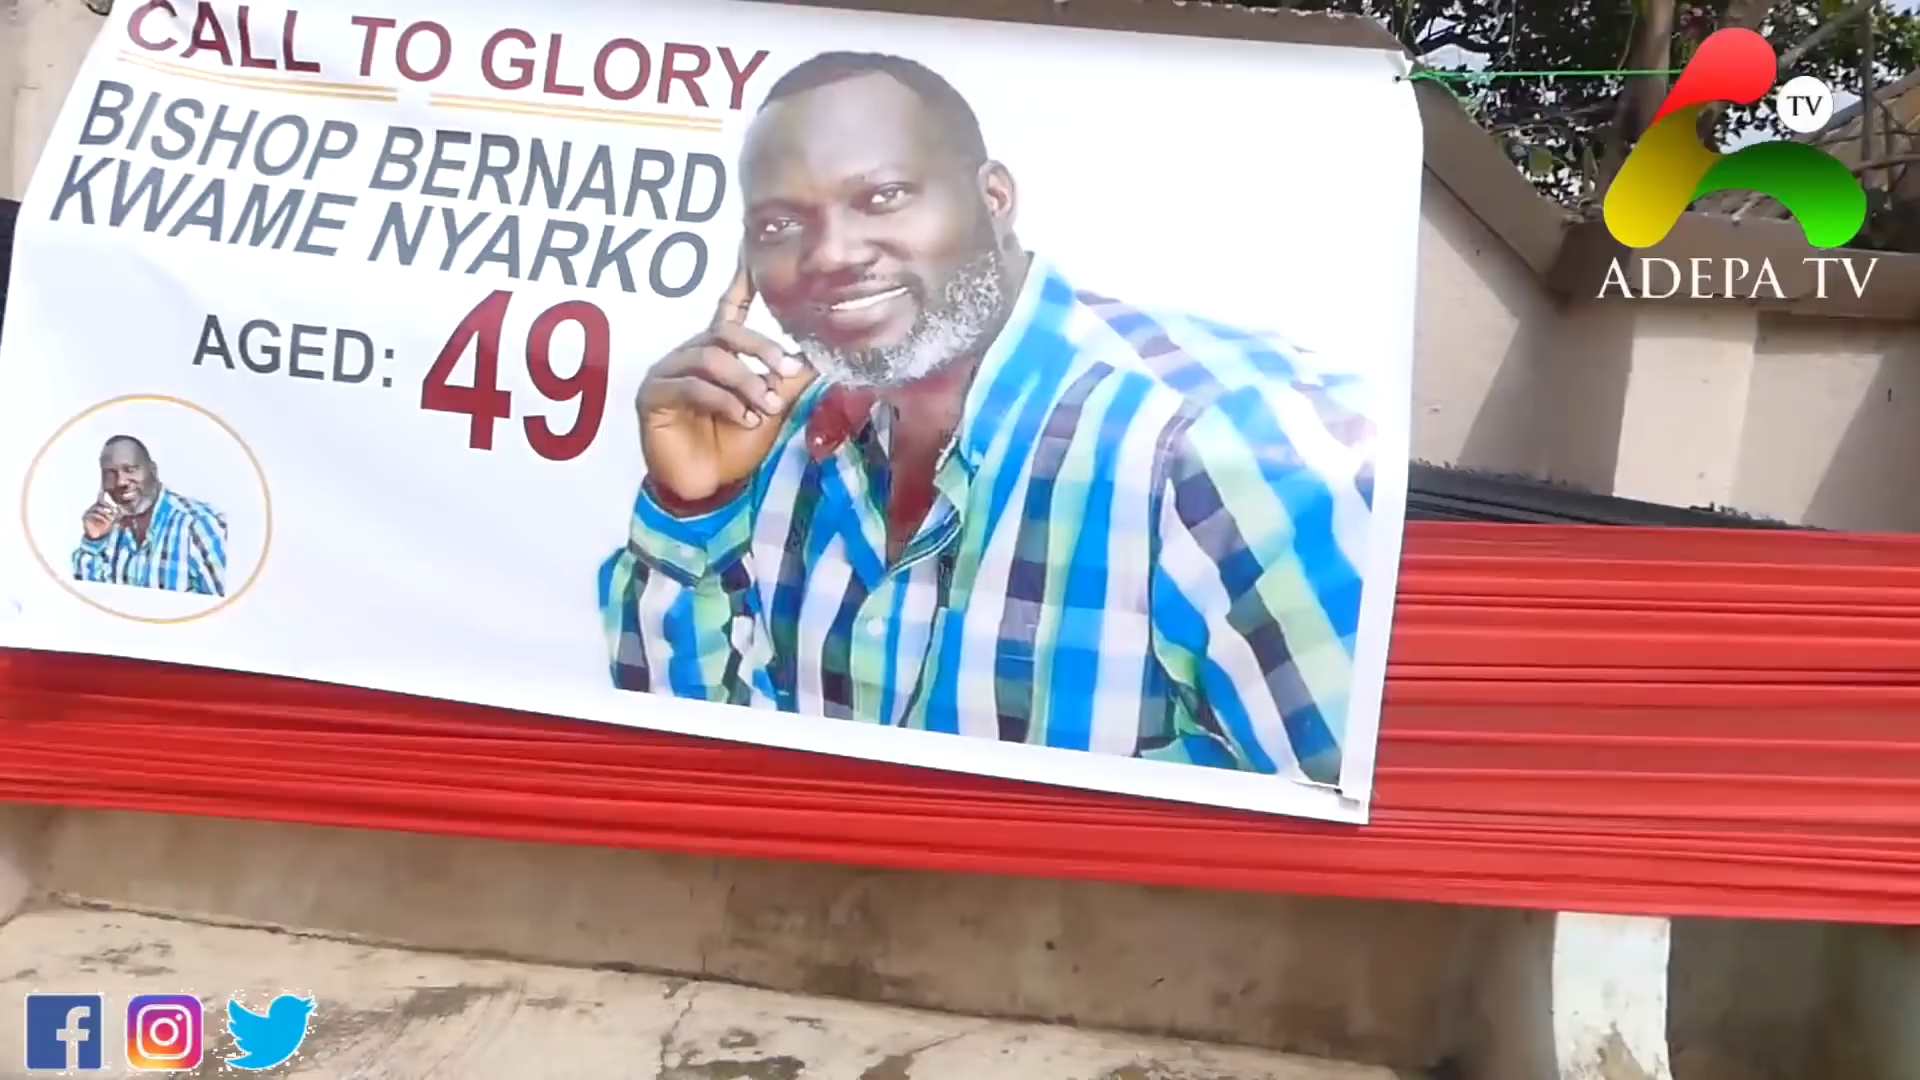 CALL TO GLORY
BISHOP BERNARD
KWAME NYARKO
AGED: 49
TV
ADEPA TV